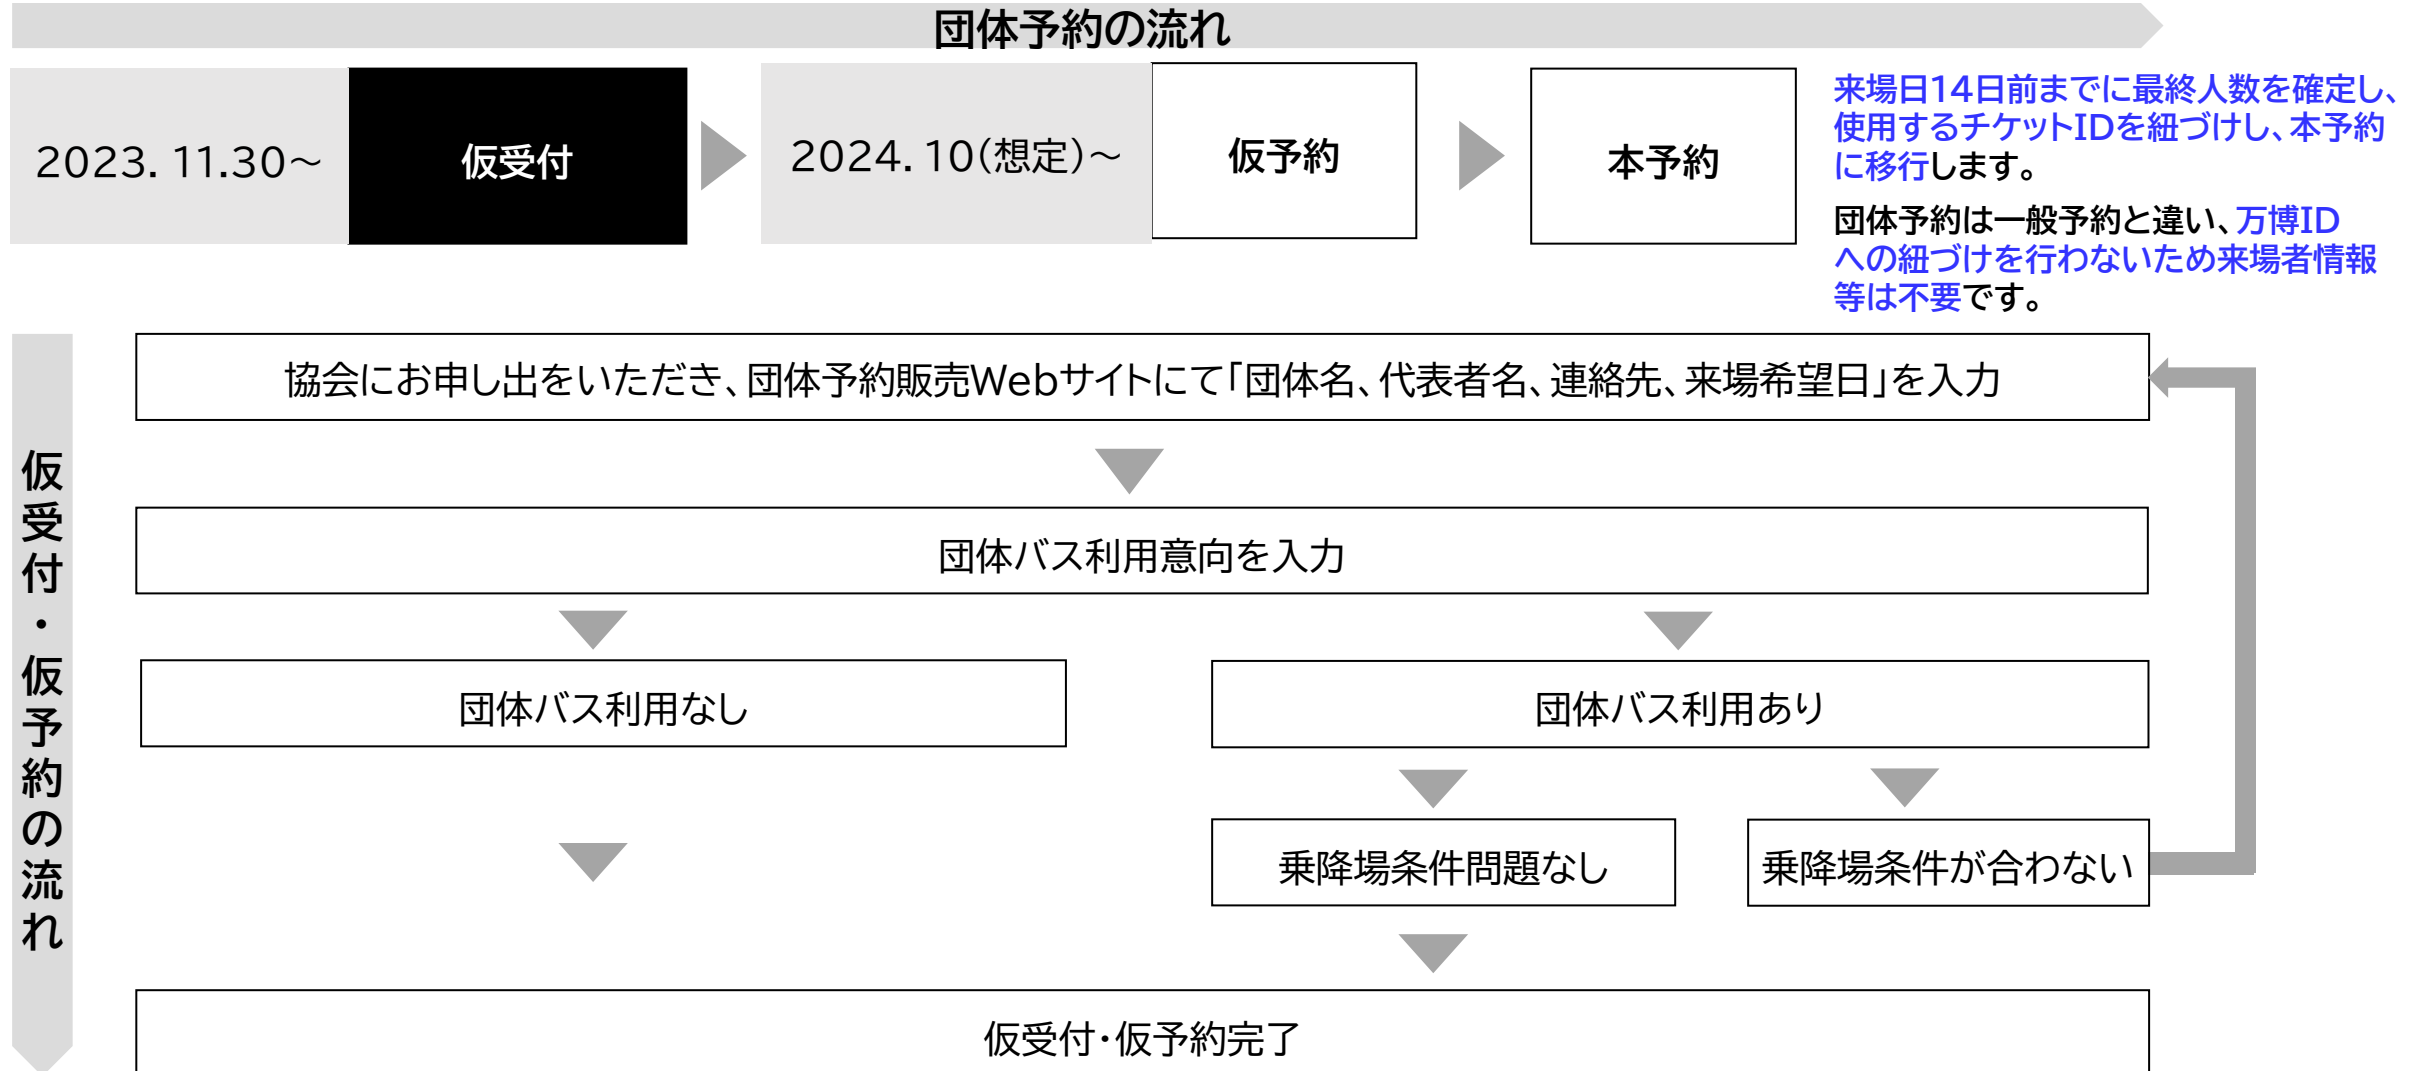 団体予約の流れ
2023. 11.30～
仮受付
2024. 10(想定)～
仮予約
本予約
来場日14日前までに最終人数を確定し、
使用するチケットIDを紐づけし、本予約
に移行します。
団体予約は一般予約と違い、万博ID
への紐づけを行わないため来場者情報
等は不要です。
仮受付・仮予約の流れ
協会にお申し出をいただき、団体予約販売Webサイトにて「団体名、代表者名、連絡先、来場希望日」を入力
団体バス利用意向を入力
団体バス利用なし
団体バス利用あり
乗降場条件問題なし
乗降場条件が合わない
仮受付・仮予約完了